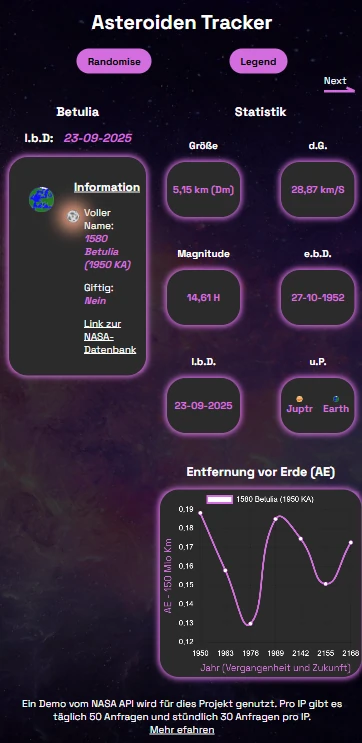 Asteroiden Tracker
Randomise
Legend
Next
Betulia
l.b.D: 23-09-2025
Information
Voller
Name:
1580
Betulia
(1950 KA)
Giftig:
Nein
Link zur
NASA-
Datenbank
Statistik
Größe
d.G.
5,15 km (Dm)
28,87 km/S
Magnitude
e.b.D.
14,61 H
27-10-1952
l.b.D.
u.P.
23-09-2025
Juptr
Earth
Entfernung vor Erde (AE)
1580 Betulia (1950 KA)
0,19
0,18
0,17
0,16
0,15
0,14
0,13
0,12
AE - 150 Mio Km
1950 1963 1976 1989 2142 2155 2168
Jahr (Vergangenheit und Zukunft)
Ein Demo vom NASA API wird für dies Projekt genutzt. Pro IP gibt es
täglich 50 Anfragen und stündlich 30 Anfragen pro IP.
Mehr efahren